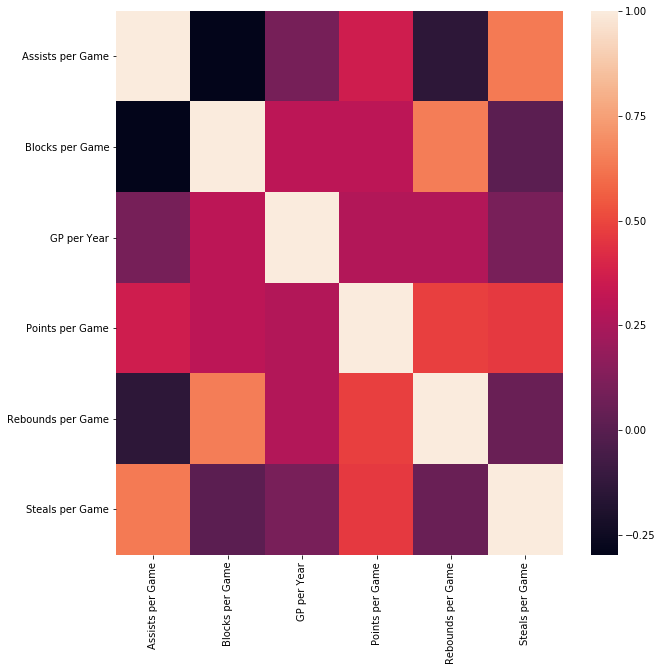 Assists per Game
Blocks per Game
GP per Year
Points per Game
Rebounds per Game
Steals per Game
Assists per Game
Blocks per Game
GP per Year
Points per Game
Rebounds per Game
Steals per Game
1.00
0.75
0.50
0.25
0.00
−0.25